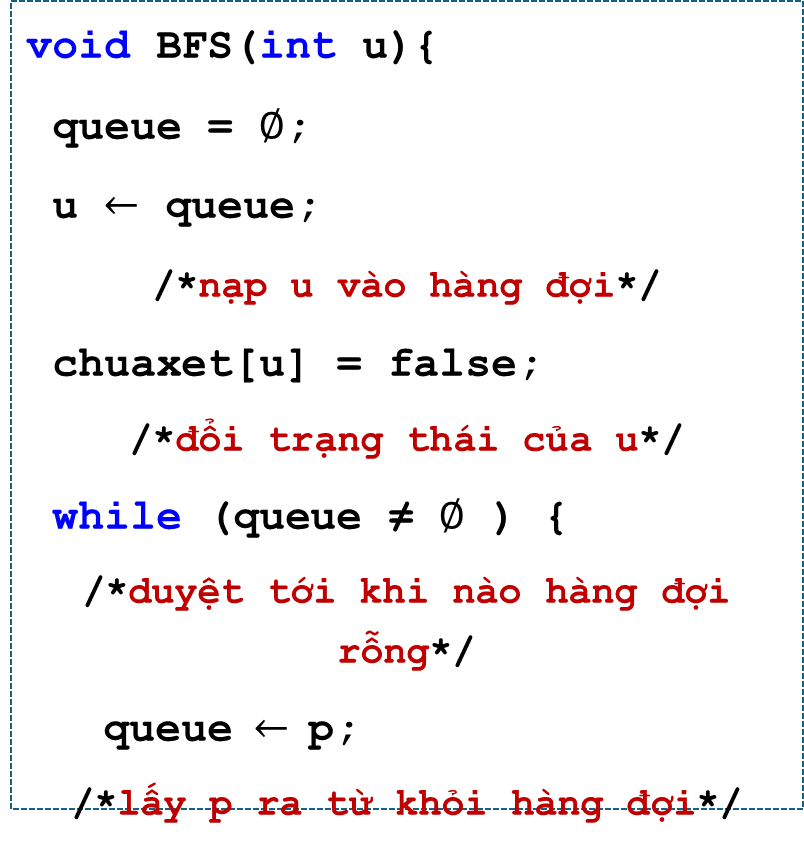 void BFS(int u){
queue = ∅;
u ← queue;
/*nạp u vào hàng đợi*/
chuaxet[u] = false;
/*đổi trạng thái của u*/
while (queue ≠ ∅ ) {
/*duyệt tới khi nào hàng đợi
rỗng*/
queue ← p;
/*lấy p ra từ khỏi hàng đợi*/